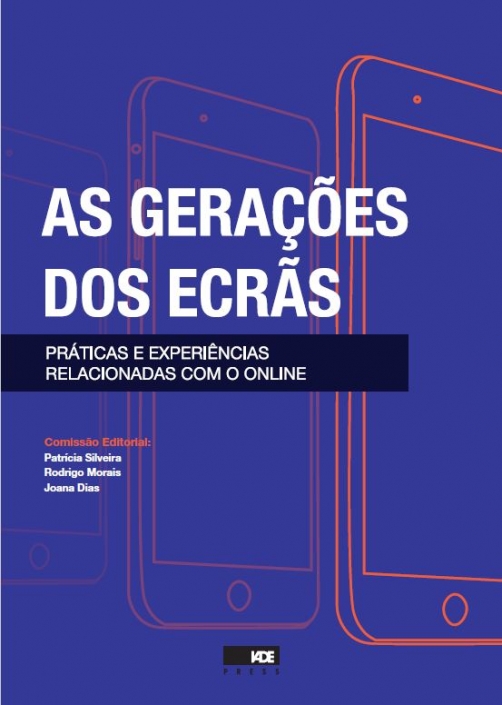 AS GERAÇÕES
DOS ECRÃS
PRÁTICAS E EXPERIÊNCIAS
RELACIONADAS COM O ONLINE
Comissão Editorial:
Patrícia Silveira
Rodrigo Morais
Joana Dias
IADE
PRESS